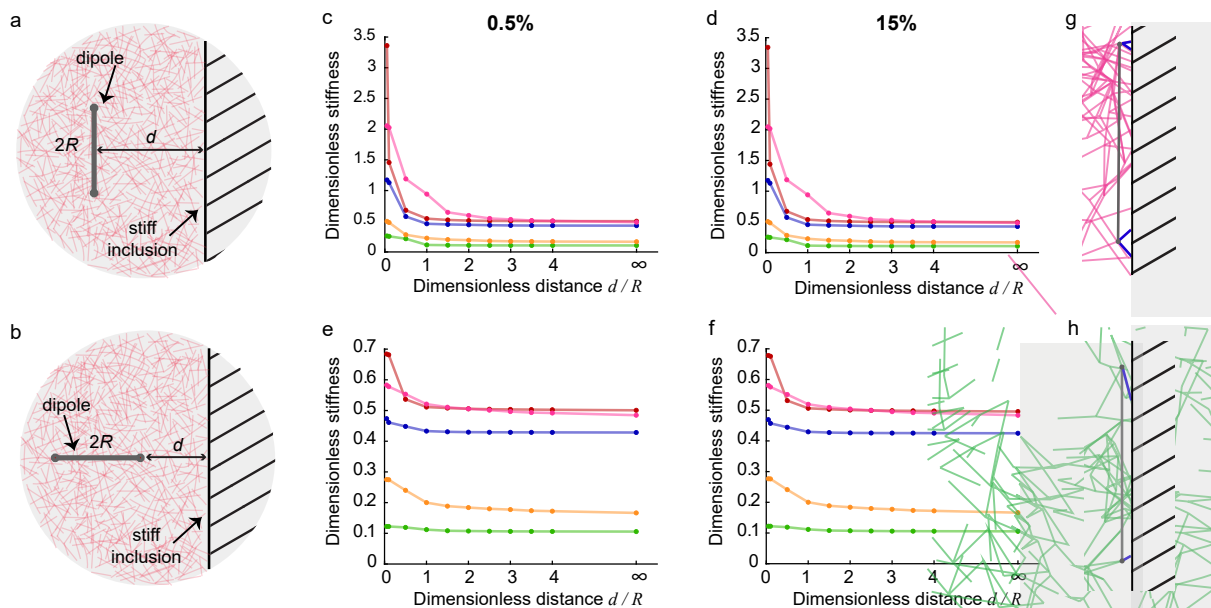 a
dipole
2R
d
stiff
inclusion
b
dipole
2R
d
stiff
inclusion
c
0.5%
Dimensionless stiffness
3.5
3
2.5
2
1.5
1
0.5
0
0 1 2 3 4 ∞
Dimensionless distance d / R
d
15%
Dimensionless stiffness
3.5
3
2.5
2
1.5
1
0.5
0
0 1 2 3 4 ∞
Dimensionless distance d / R
e
Dimensionless stiffness
0.7
0.6
0.5
0.4
0.3
0.2
0.1
0
0 1 2 3 4 ∞
Dimensionless distance d / R
f
Dimensionless stiffness
0.7
0.6
0.5
0.4
0.3
0.2
0.1
0
0 1 2 3 4 ∞
Dimensionless distance d / R
g
h